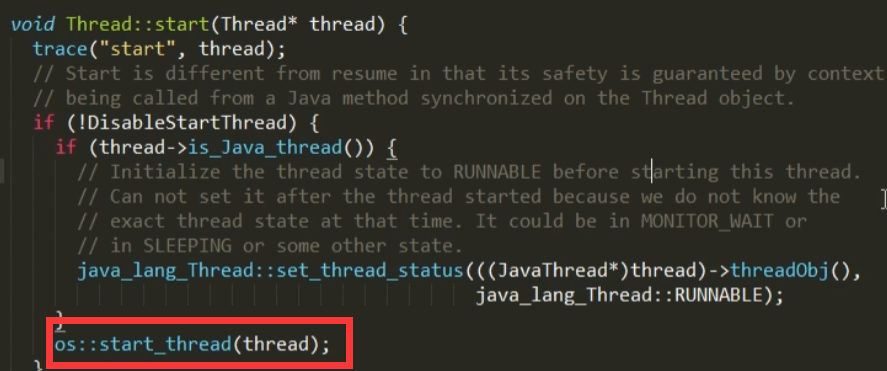 void Thread::start(Thread* thread) {
  trace("start", thread);
  // Start is different from resume in that its safety is guaranteed by context
  // being called from a Java method synchronized on the Thread object.
  if (!DisableStartThread) {
    if (thread->is_Java_thread()) {
      // Initialize the thread state to RUNNABLE before starting this thread.
      // Can not set it after the thread started because we do not know the
      // exact thread state at that time. It could be in MONITOR_WAIT or
      // in SLEEPING or some other state.
      java_lang_Thread::set_thread_status(((JavaThread*)thread)->threadObj(),
                                          java_lang_Thread::RUNNABLE);
    }
    os::start_thread(thread);
  }